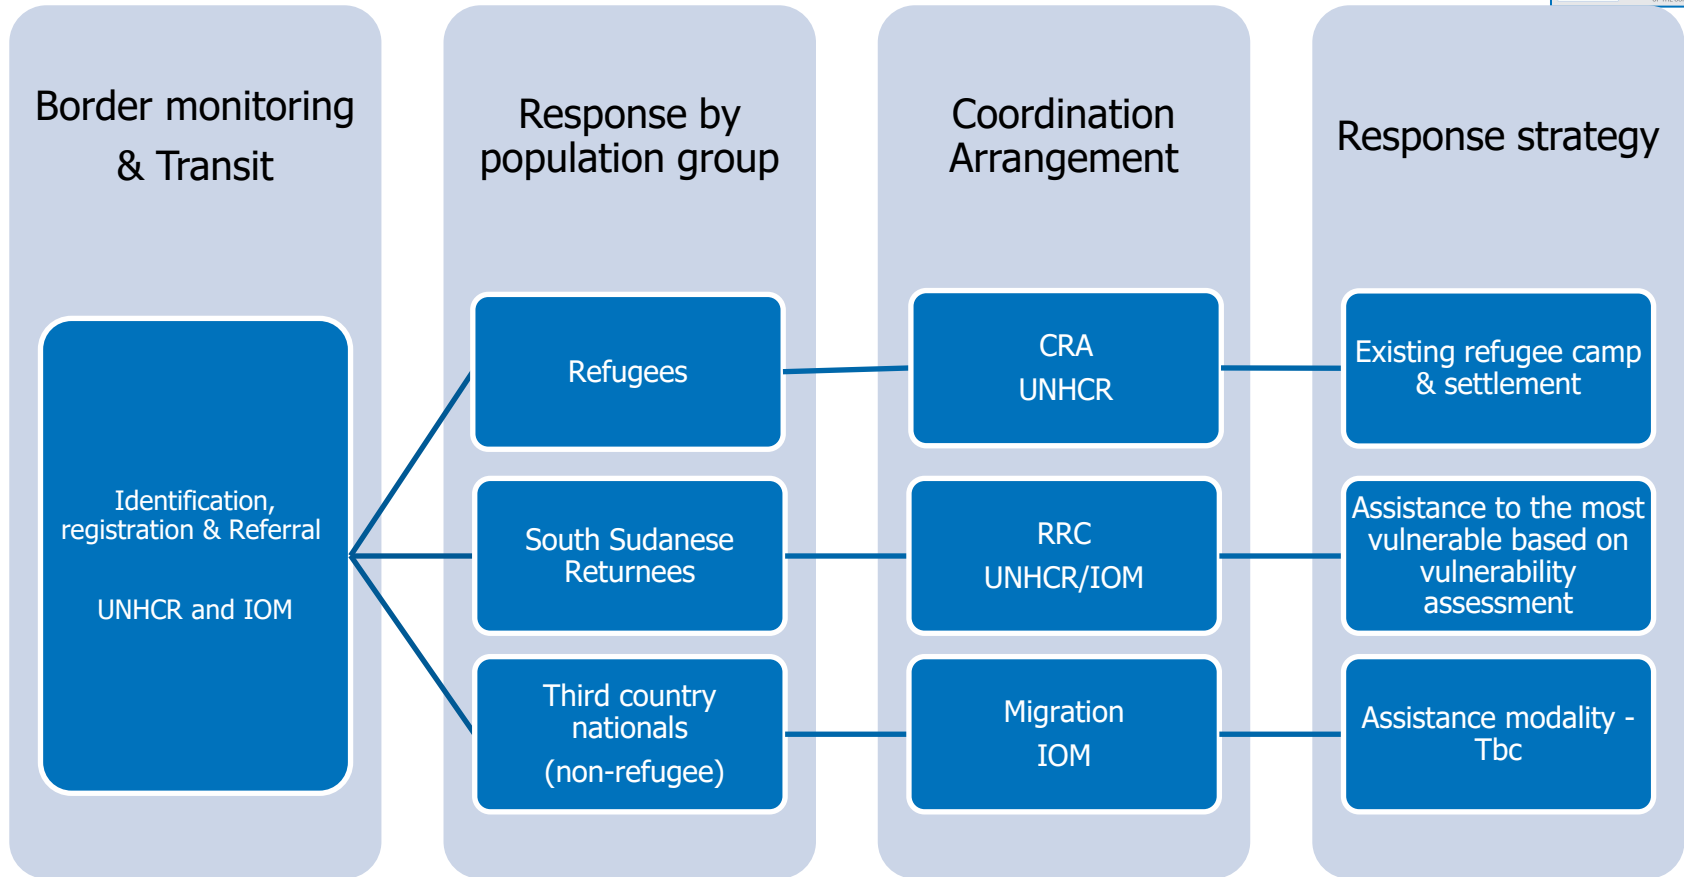 Border monitoring
& Transit
Response by
population group
Coordination
Arrangement
Response strategy
Identification,
registration & Referral
UNHCR and IOM
Refugees
CRA
UNHCR
Existing refugee camp
& settlement
South Sudanese
Returnees
RRC
UNHCR/IOM
Assistance to the most
vulnerable based on
vulnerability
assessment
Third country
nationals
(non-refugee)
Migration
IOM
Assistance modality -
Tbc